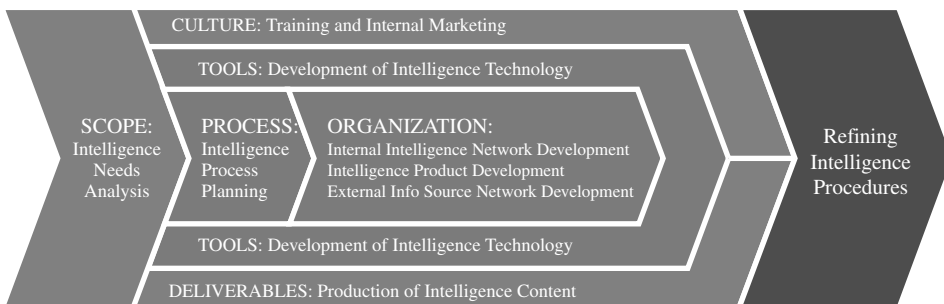 CULTURE: Training and Internal Marketing
TOOLS: Development of Intelligence Technology
SCOPE:
Intelligence
Needs
Analysis
PROCESS:
Intelligence
Process
Planning
ORGANIZATION:
Internal Intelligence Network Development
Intelligence Product Development
External Info Source Network Development
Refining
Intelligence
Procedures
TOOLS: Development of Intelligence Technology
DELIVERABLES: Production of Intelligence Content